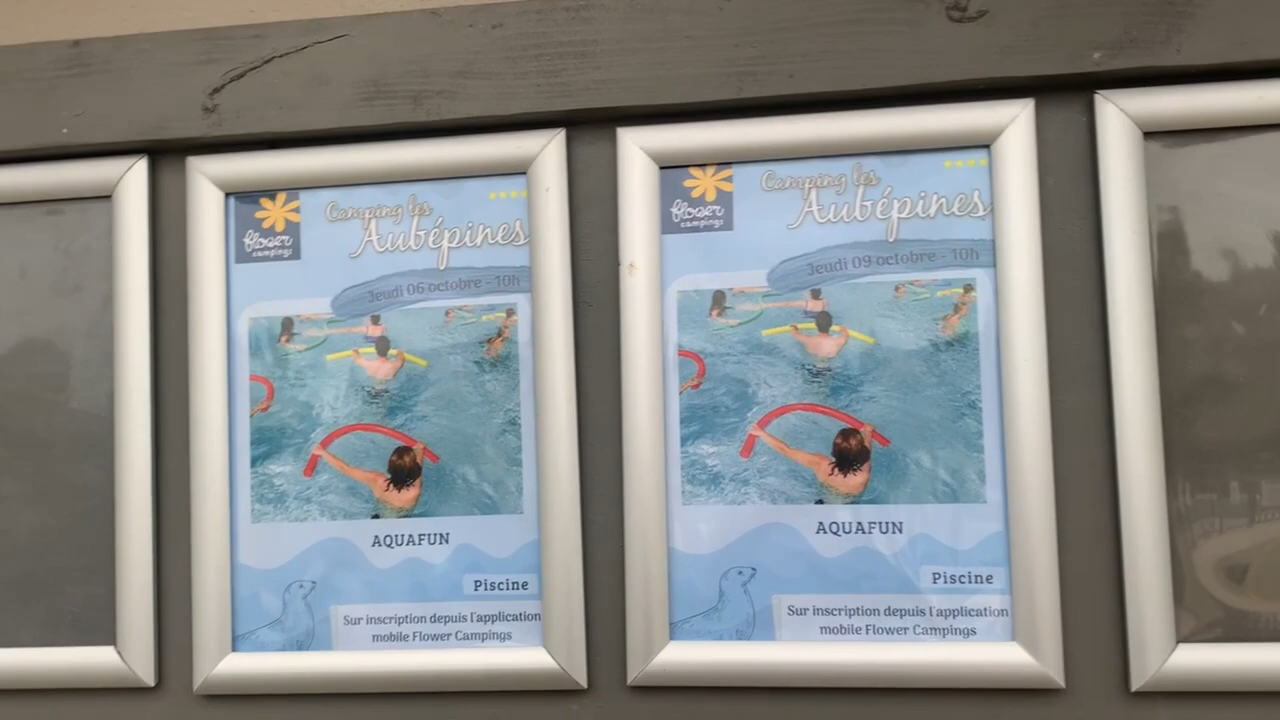 flower
campings
Camping les
Aubépines
Jeudi 06 octobre - 10h
AQUAFUN
Piscine
Sur inscription depuis l'application
mobile Flower Campings
flower
campings
Camping les
Aubépines
Jeudi 09 octobre - 10h
AQUAFUN
Piscine
Sur inscription depuis l'application
mobile Flower Campings